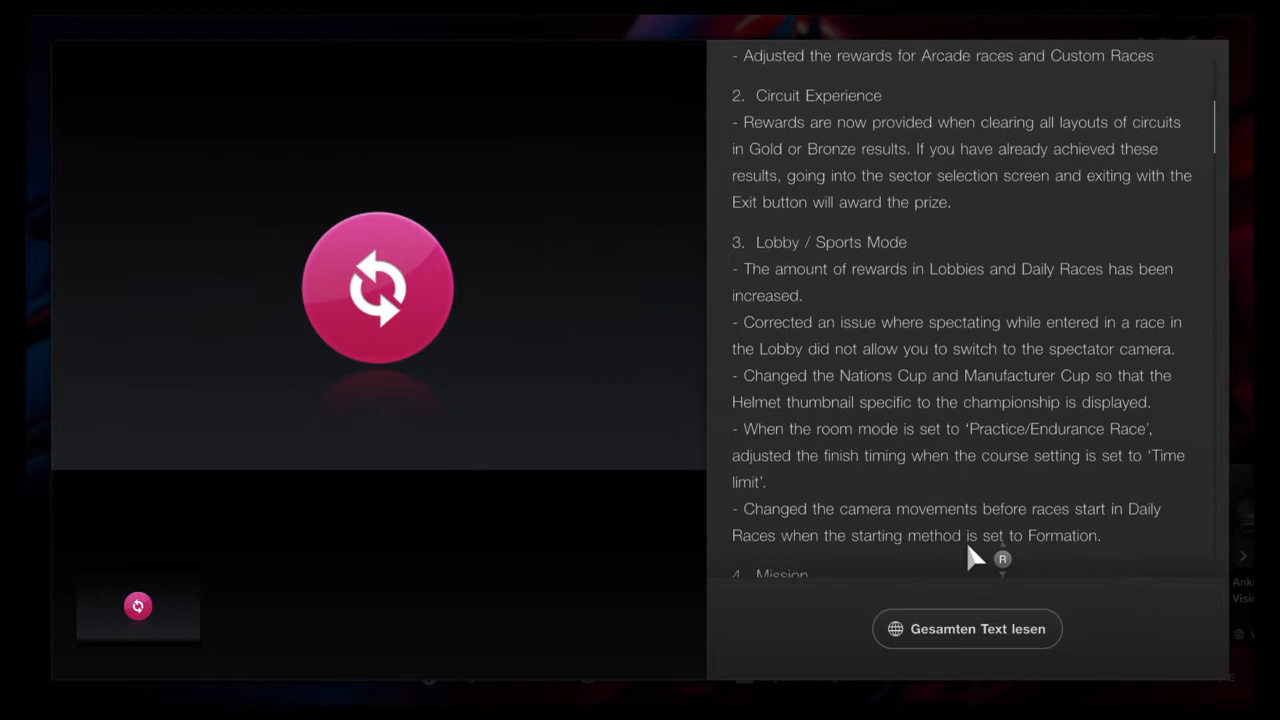 - Adjusted the rewards for Arcade races and Custom Races
2. Circuit Experience
- Rewards are now provided when clearing all layouts of circuits
in Gold or Bronze results. If you have already achieved these
results, going into the sector selection screen and exiting with the
Exit button will award the prize.
3. Lobby / Sports Mode
- The amount of rewards in Lobbies and Daily Races has been
increased.
- Corrected an issue where spectating while entered in a race in
the Lobby did not allow you to switch to the spectator camera.
- Changed the Nations Cup and Manufacturer Cup so that the
Helmet thumbnail specific to the championship is displayed.
- When the room mode is set to ‘Practice/Endurance Race’,
adjusted the finish timing when the course setting is set to ‘Time
limit’.
- Changed the camera movements before races start in Daily
Races when the starting method is set to Formation.
R
4. Mission
Gesamten Text lesen